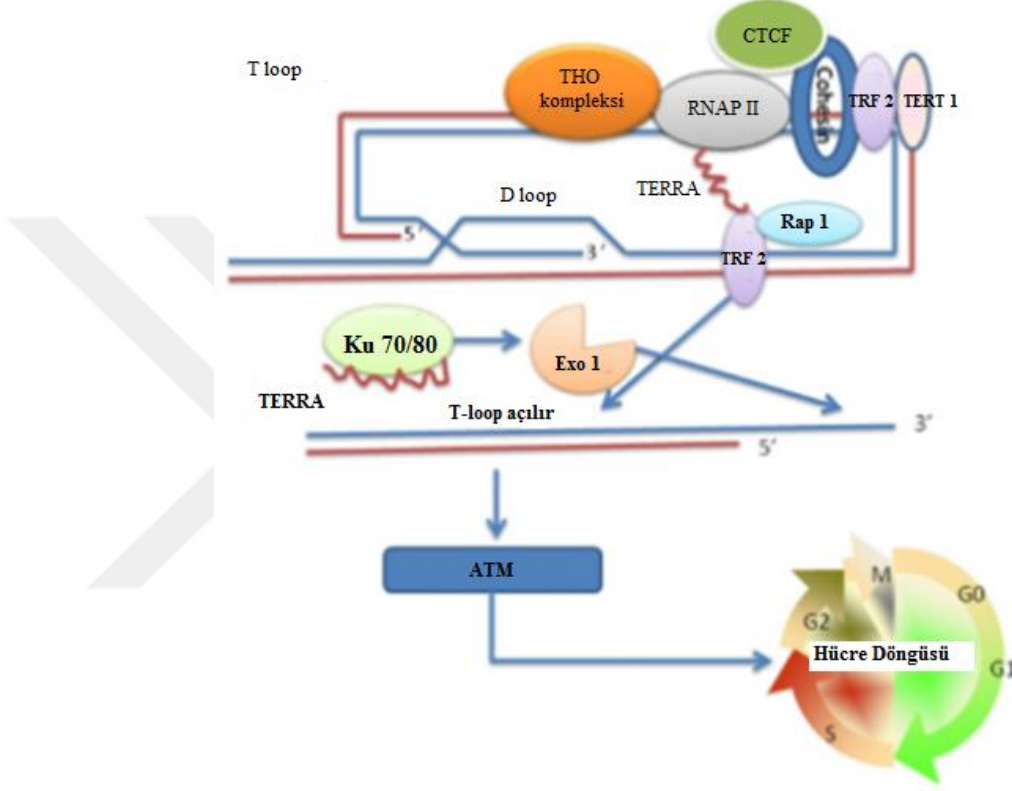 CTCF
T loop
THO
kompleksi
RNAP II
Cohesin
TRF 2
TERT 1
TERRA
D loop
Rap 1
5′
3′
TRF 2
Ku 70/80
Exo 1
TERRA
T-loop açılır
3′
5′
ATM
M
G0
G2
Hücre Döngüsü
G1
S